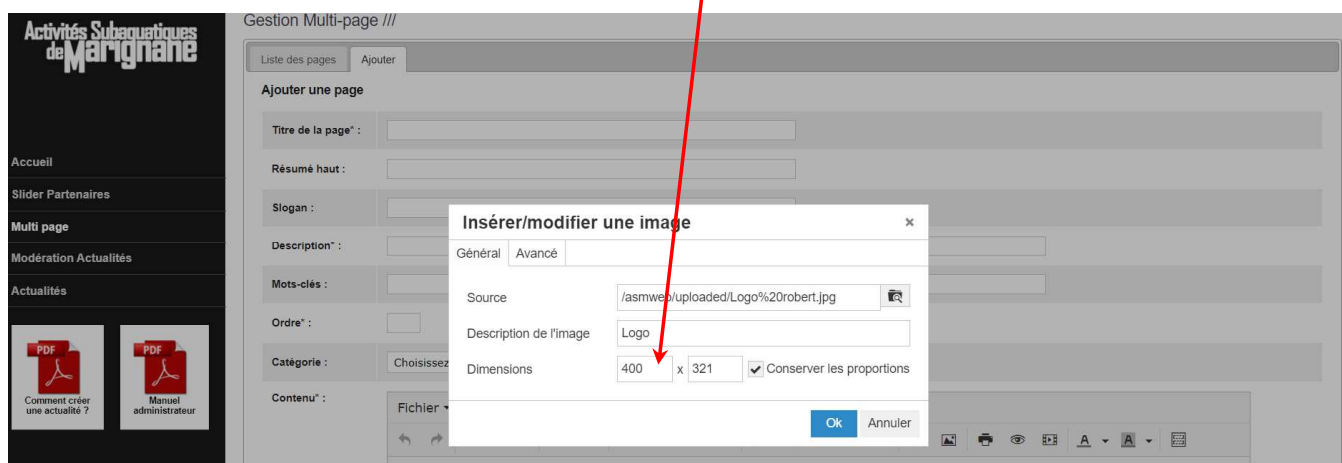 Activités Subaquatiques
de Marignane
Accueil
Slider Partenaires
Multi page
Modération Actualités
Actualités
PDF
Comment créer
une actualité ?
PDF
Manuel
administrateur
Gestion Multi-page ///
Liste des pages Ajouter
Ajouter une page
Titre de la page* :
Résumé haut :
Slogan :
Description* :
Mots-clés :
Ordre* :
Catégorie : Choisissez
Contenu* :
Fichier
A A
Insérer/modifier une image ×
Général Avancé
Source /asmweb/uploaded/Logo%20robert.jpg
Description de l'image Logo
Dimensions 400 x 321 Conserver les proportions
Ok Annuler